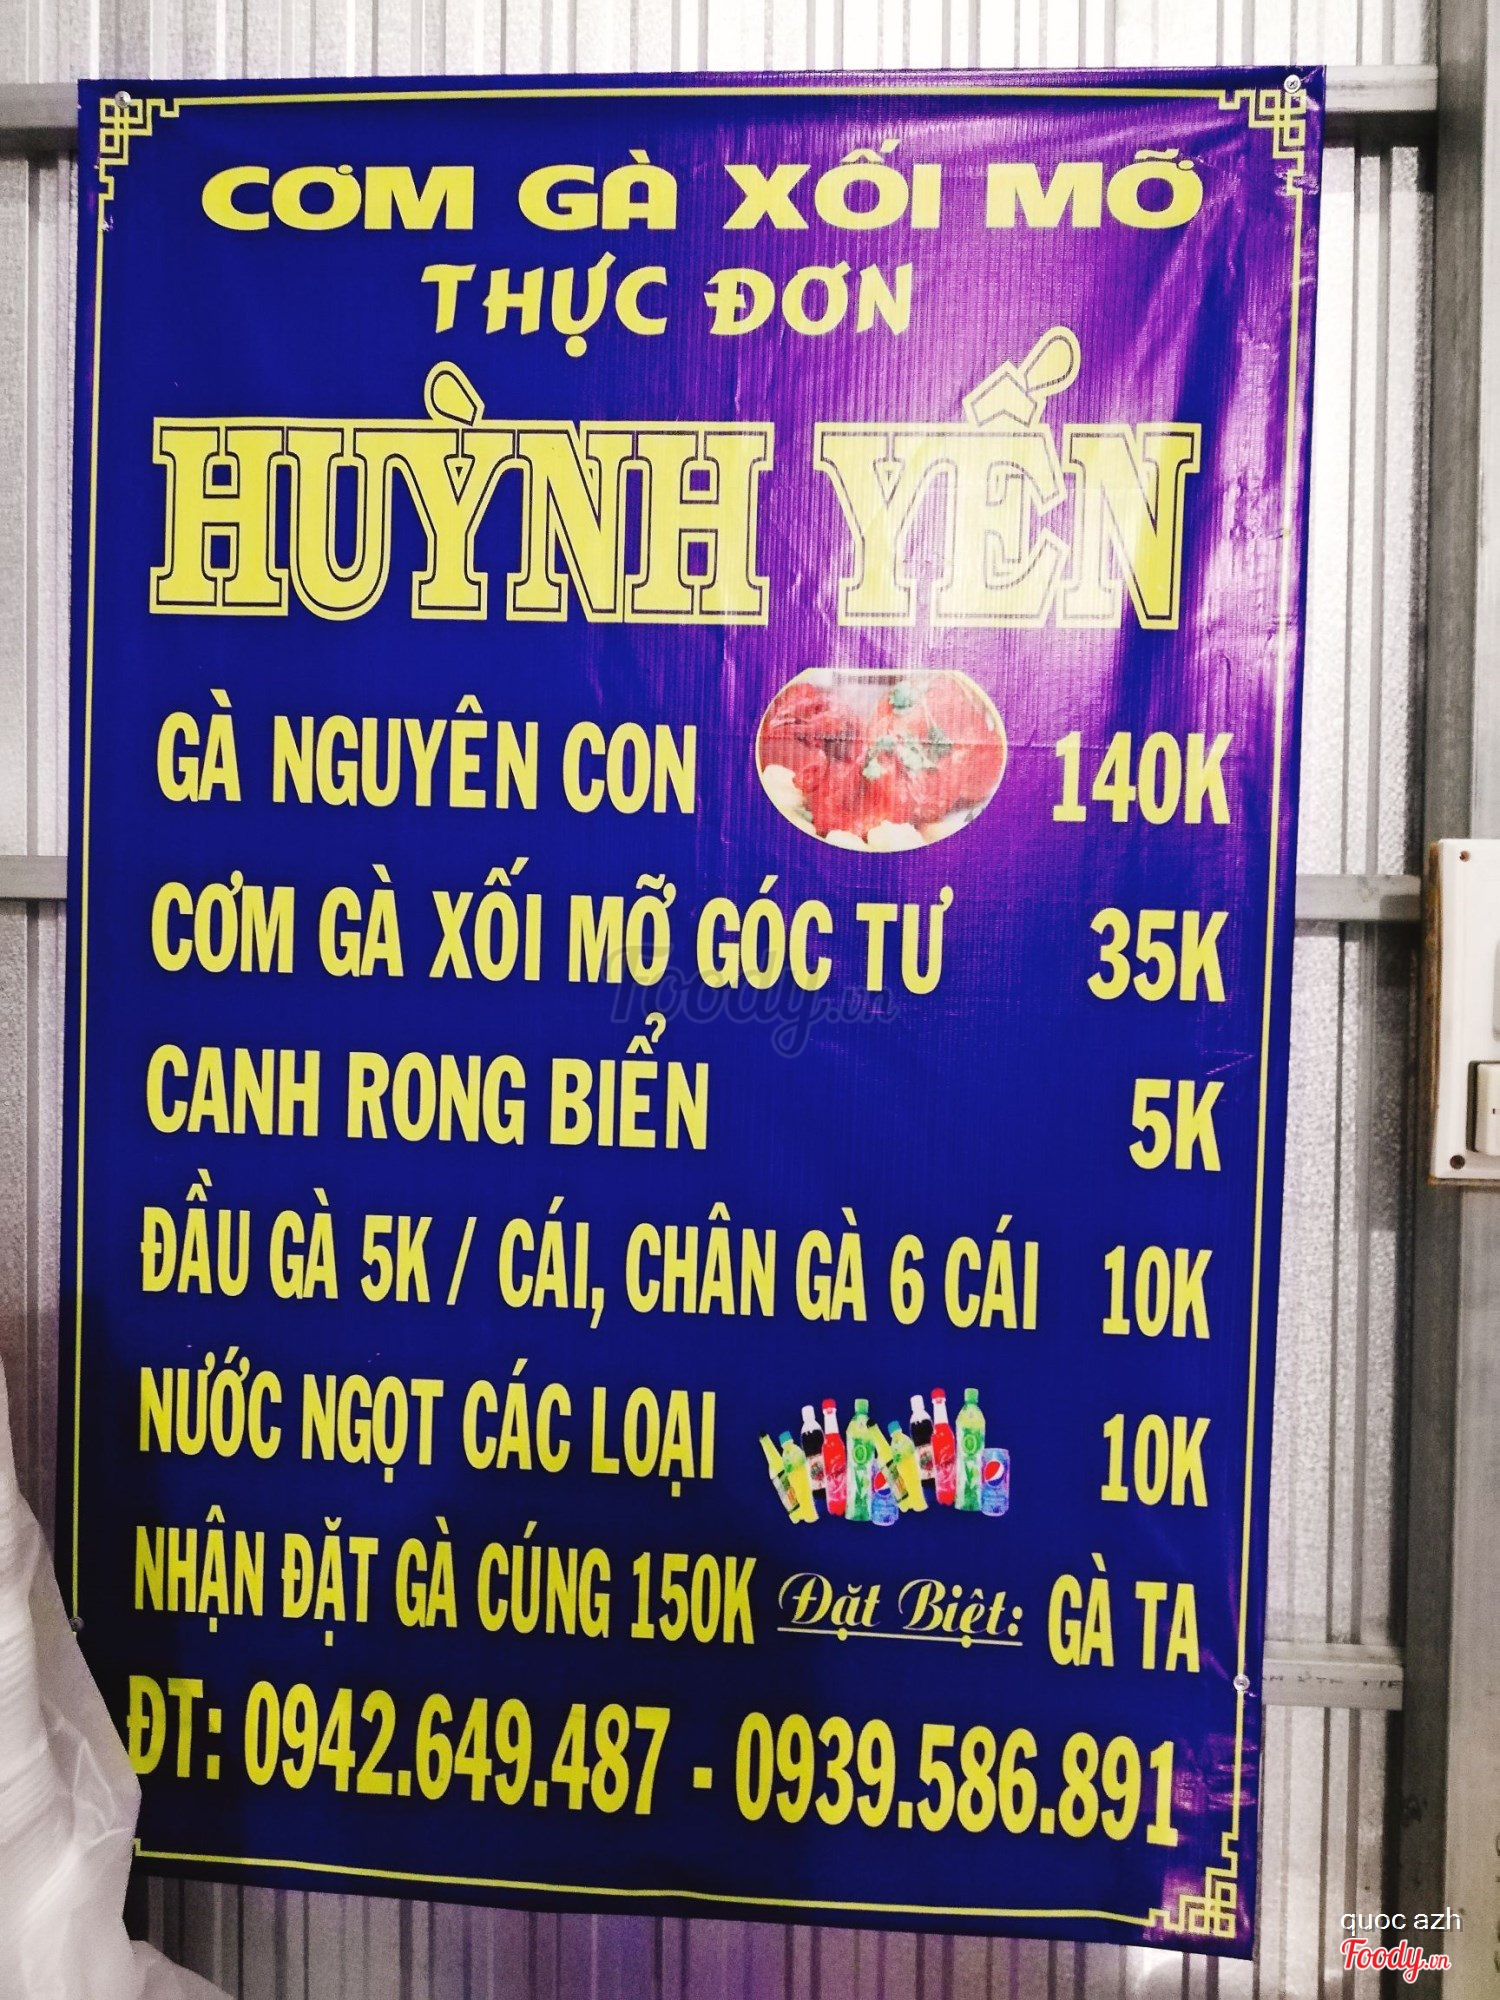 CƠM GÀ XỐI MỠ
THỰC ĐƠN
HUỲNH YẾN
GÀ NGUYÊN CON 140K
CƠM GÀ XỐI MỠ GÓC TƯ 35K
CANH RONG BIỂN 5K
ĐẦU GÀ 5K / CÁI, CHÂN GÀ 6 CÁI 10K
NƯỚC NGỌT CÁC LOẠI 10K
NHẬN ĐẶT GÀ CÚNG 150K Đặt Biệt: GÀ TA
ĐT: 0942.649.487 - 0939.586.891
Foody.vn
quoc azh
Foody.vn